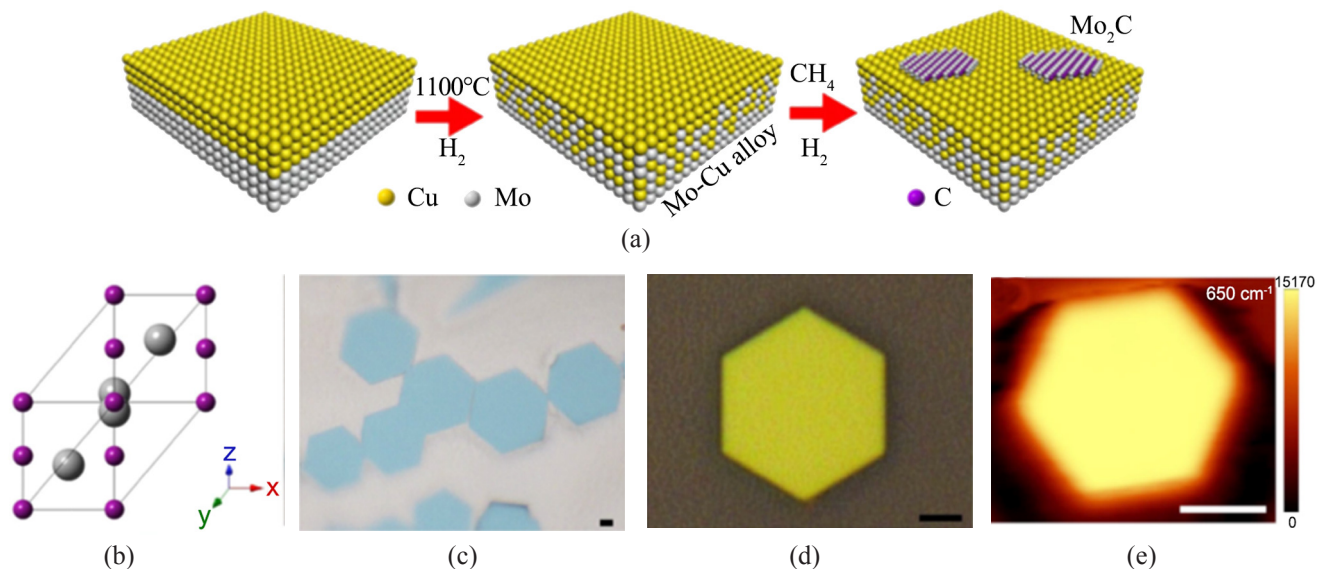 Mo₂C
1100°C
H₂
CH₄
H₂
Mo-Cu alloy
Cu
Mo
C
(a)
650 cm⁻¹
15170
0
z
x
y
(b)
(c)
(d)
(e)